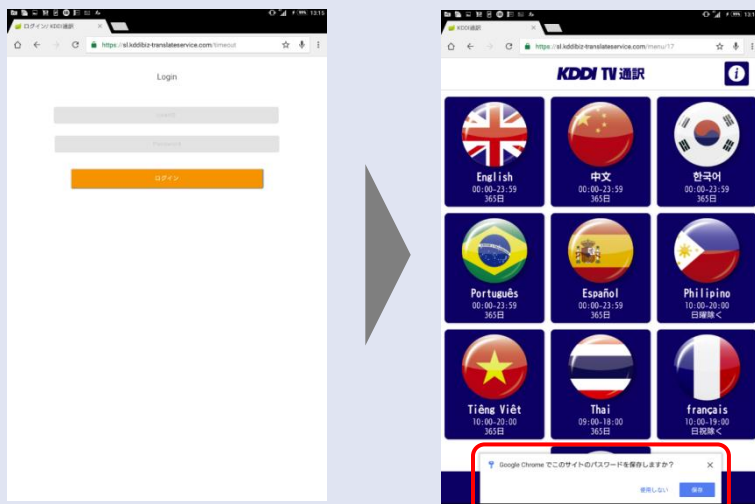 13:15
ログイン/ KDDI通訳
https://sl.kddibiz-translateservice.com/timeout
Login
ログイン
KDDI通訳
https://sl.kddibiz-translateservice.com/menu/17
KDDI TV 通訳
English
00:00-23:59
365日
中文
00:00-23:59
365日
한국어
00:00-23:59
365日
Português
00:00-23:59
365日
Español
00:00-23:59
365日
Philipino
10:00-20:00
日曜除く
Tiếng Việt
10:00-20:00
365日
Thai
09:00-18:00
365日
français
10:00-19:00
日祝除く
Google Chrome でこのサイトのパスワードを保存しますか？
使用しない
保存